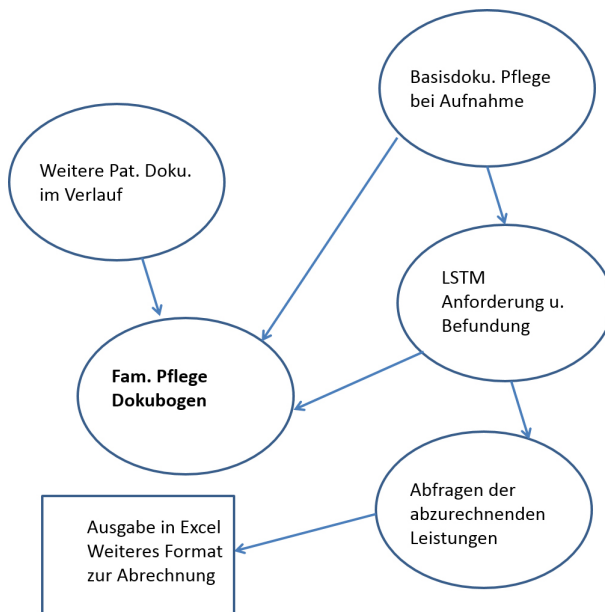 Basisdoku. Pflege
bei Aufnahme
Weitere Pat. Doku.
im Verlauf
LSTM
Anforderung u.
Befundung
Fam. Pflege
Dokubogen
Abfragen der
abzurechnenden
Leistungen
Ausgabe in Excel
Weiteres Format
zur Abrechnung